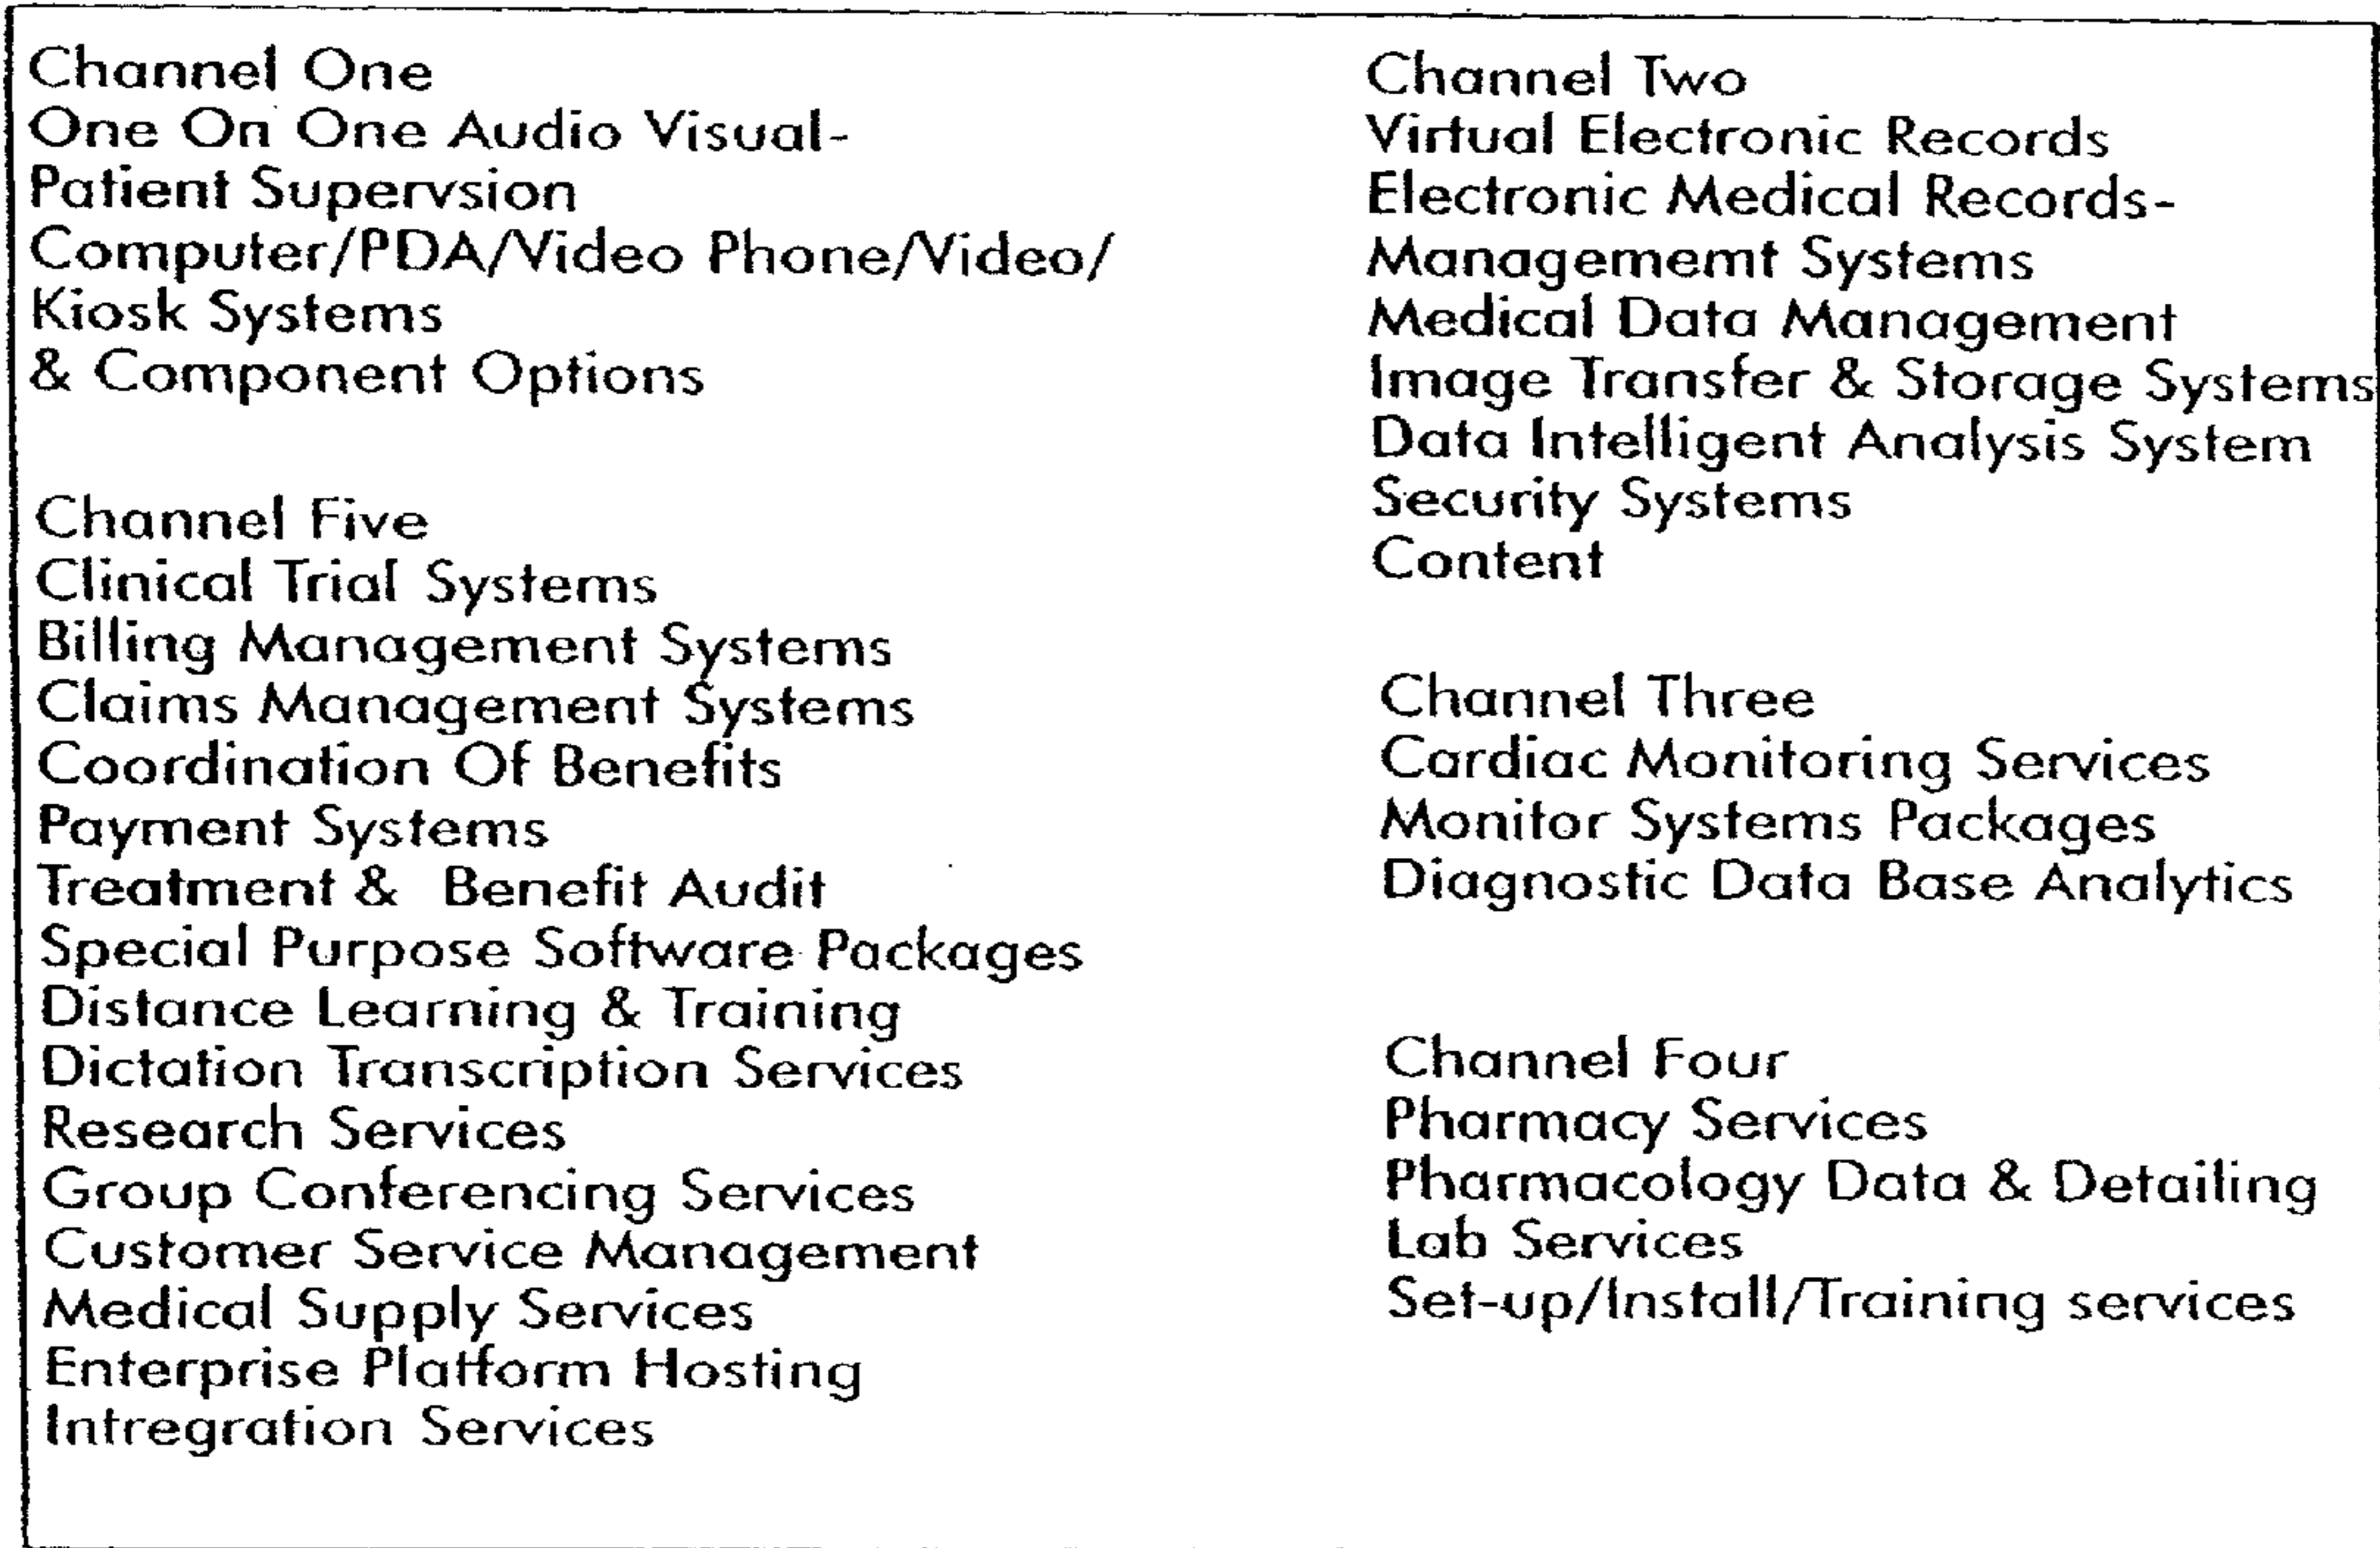 Channel One
One On One Audio Visual-
Patient Supervsion
Computer/PDA/Video Phone/Video/
Kiosk Systems
& Component Options
Channel Five
Clinical Trial Systems
Billing Management Systems
Claims Management Systems
Coordination Of Benefits
Payment Systems
Treatment & Benefit Audit
Special Purpose Software Packages
Distance Learning & Training
Dictation Transcription Services
Research Services
Group Conferencing Services
Customer Service Management
Medical Supply Services
Enterprise Platform Hosting
Intregration Services
Channel Two
Virtual Electronic Records
Electronic Medical Records-
Managememt Systems
Medical Data Management
Image Transfer & Storage Systems
Data Intelligent Analysis System
Security Systems
Content
Channel Three
Cardiac Monitoring Services
Monitor Systems Packages
Diagnostic Data Base Analytics
Channel Four
Pharmacy Services
Pharmacology Data & Detailing
Lab Services
Set-up/Install/Training services